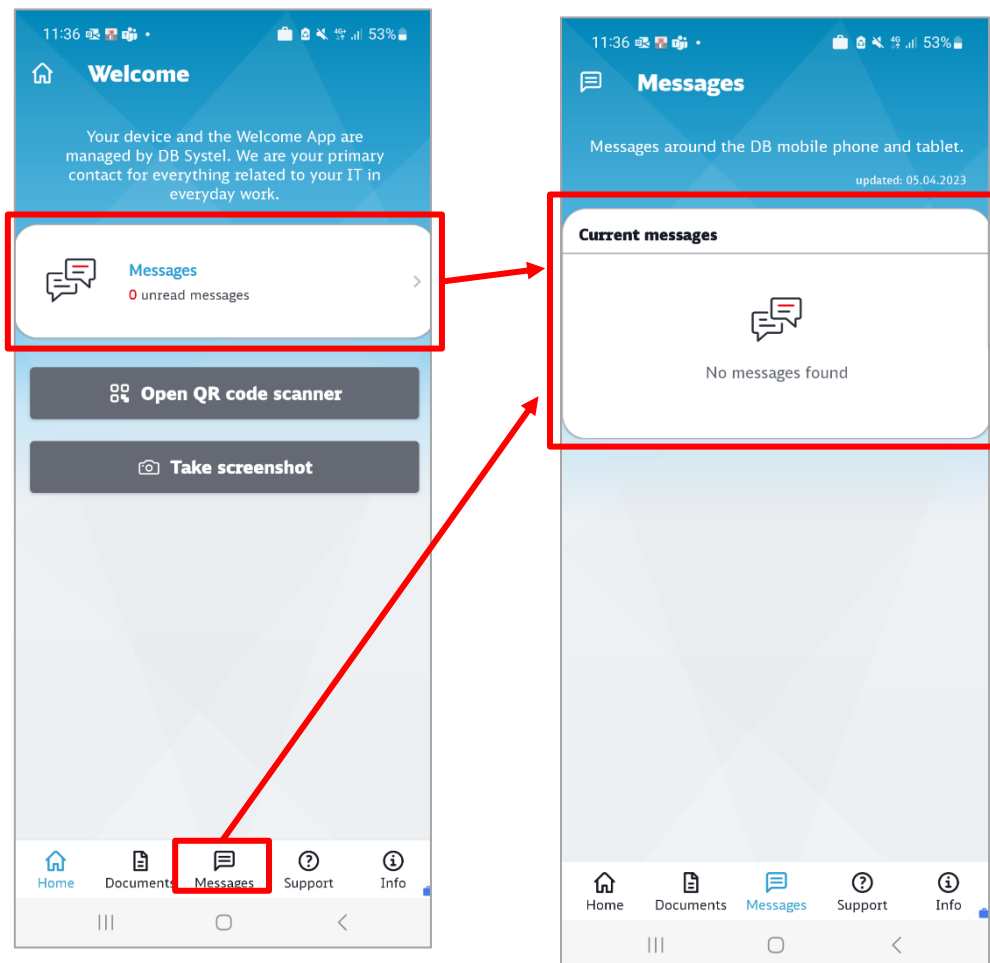 11:36
53%
Welcome
Your device and the Welcome App are
managed by DB Systel. We are your primary
contact for everything related to your IT in
everyday work.
Messages
0 unread messages
Open QR code scanner
Take screenshot
Home Documents Messages Support Info
11:36
53%
Messages
Messages around the DB mobile phone and tablet.
updated: 05.04.2023
Current messages
No messages found
Home Documents Messages Support Info